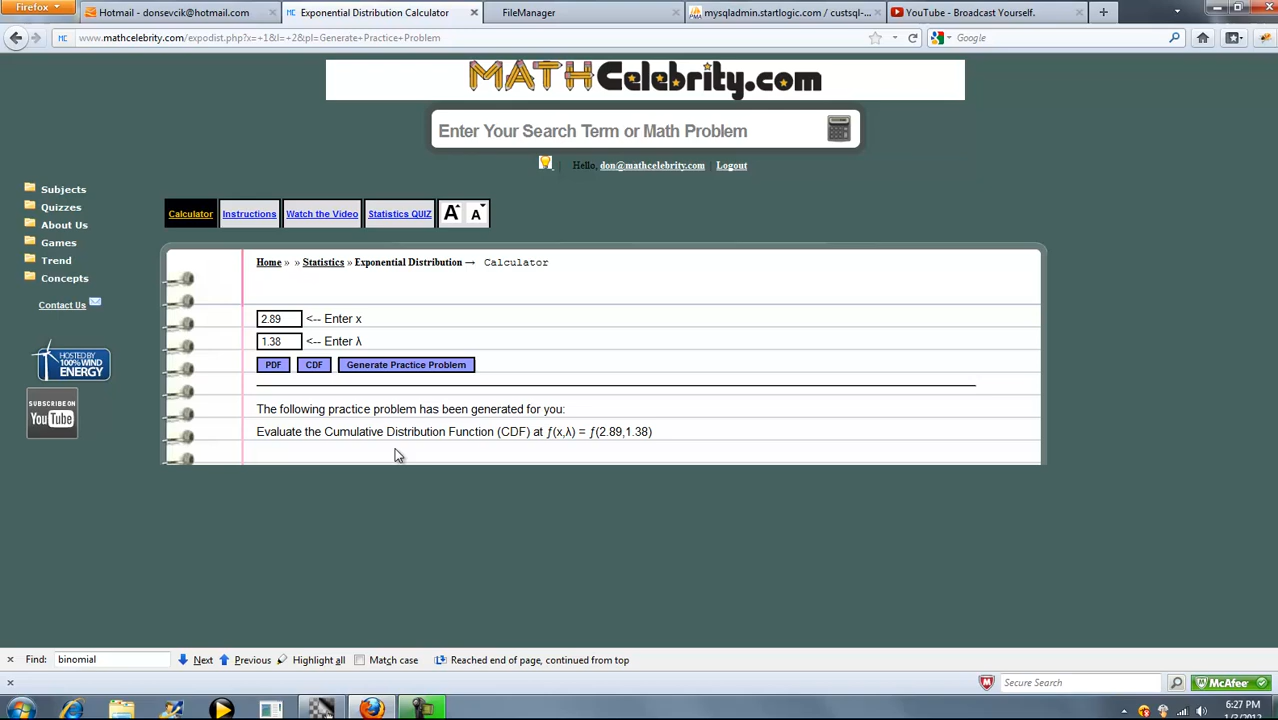 Firefox
Hotmail - donsevcik@hotmail.com
Exponential Distribution Calculator
FileManager
mysqladmin.startlogic.com / custsql-...
YouTube - Broadcast Yourself.
www.mathcelebrity.com/expodist.php?x= +1&l= +2&pl=Generate+Practice+Problem
Google
MATHCelebrity.com
Enter Your Search Term or Math Problem
Hello, don@mathcelebrity.com | Logout
Subjects
Quizzes
About Us
Games
Trend
Concepts
Contact Us
HOSTED BY
100% WIND
ENERGY
SUBSCRIBE ON
YouTube
Calculator
Instructions
Watch the Video
Statistics QUIZ
A A
Home » » Statistics » Exponential Distribution → Calculator
2.89 <-- Enter x
1.38 <-- Enter λ
PDF CDF Generate Practice Problem
The following practice problem has been generated for you:
Evaluate the Cumulative Distribution Function (CDF) at ƒ(x,λ) = ƒ(2.89,1.38)
Find: binomial Next Previous Highlight all Match case Reached end of page, continued from top
Secure Search McAfee
6:27 PM